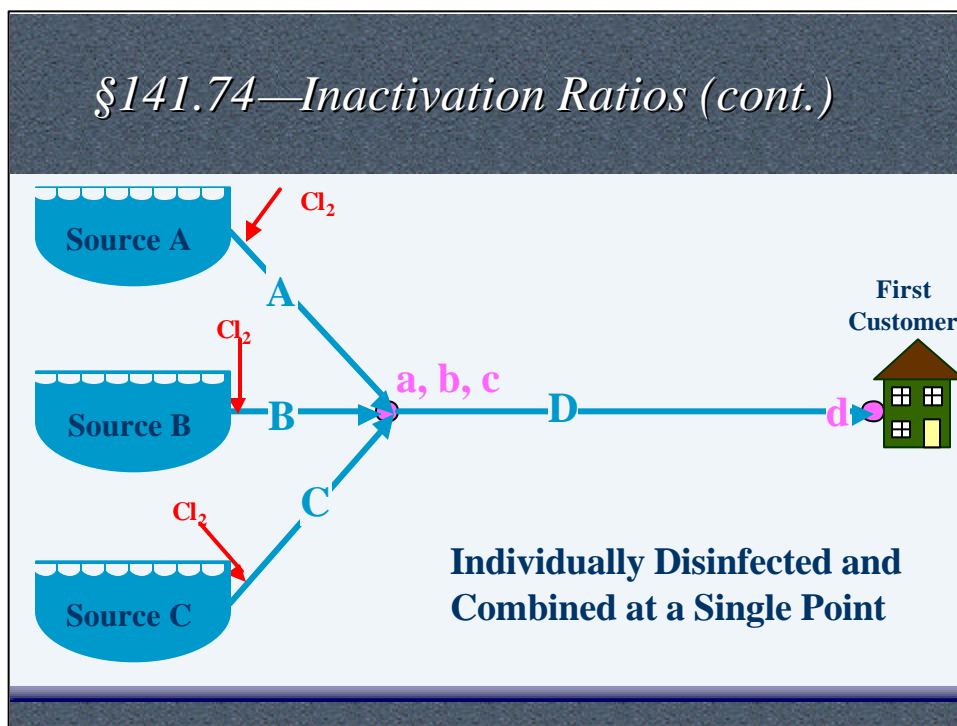 §141.74—Inactivation Ratios (cont.)
Cl₂
Source A
A
First
Customer
Cl₂
a, b, c
Source B
B
D
d
C
Cl₂
Individually Disinfected and
Combined at a Single Point
Source C